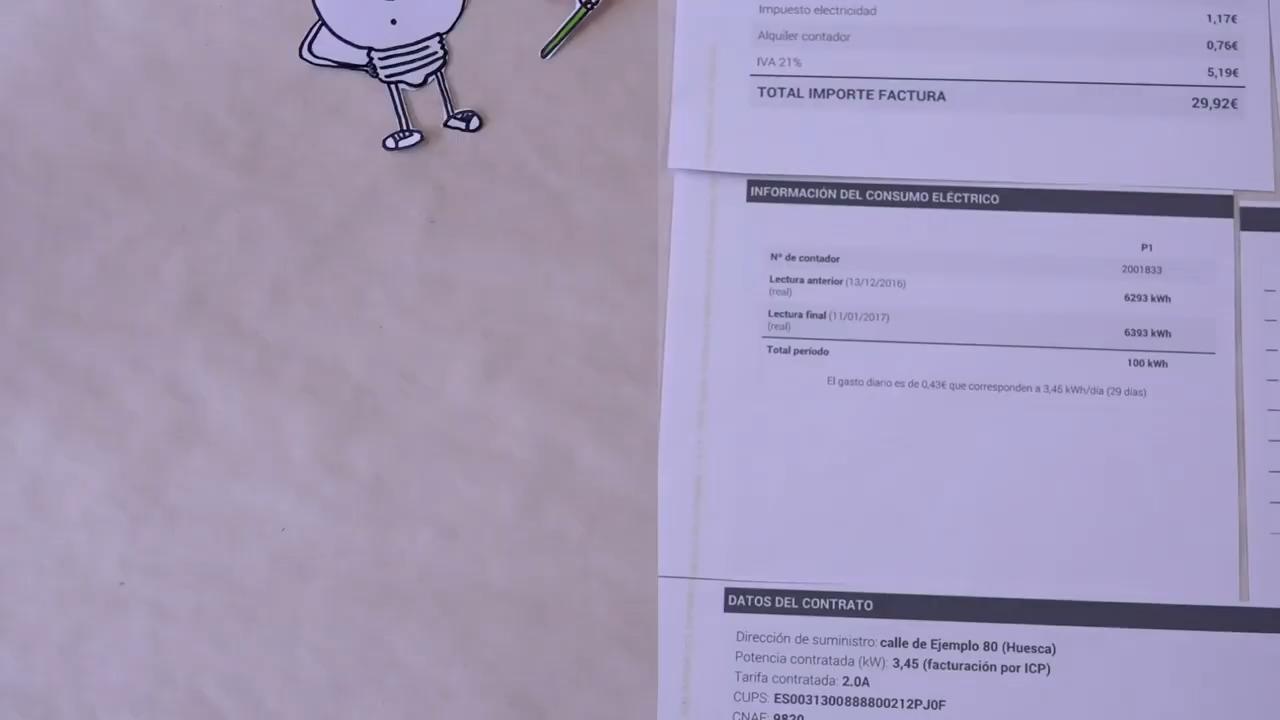 Impuesto electricidad 1,17€
Alquiler contador 0,76€
IVA 21% 5,19€
TOTAL IMPORTE FACTURA 29,92€
INFORMACIÓN DEL CONSUMO ELÉCTRICO
P1
Nº de contador 2001833
Lectura anterior (13/12/2016) 6293 kWh
(real)
Lectura final (11/01/2017) 6393 kWh
(real)
Total período 100 kWh
El gasto diario es de 0,43€ que corresponden a 3,45 kWh/día (29 días)
DATOS DEL CONTRATO
Dirección de suministro: calle de Ejemplo 80 (Huesca)
Potencia contratada (kW): 3,45 (facturación por ICP)
Tarifa contratada: 2.0A
CUPS: ES0031300888800212PJ0F
CNAE: 9820